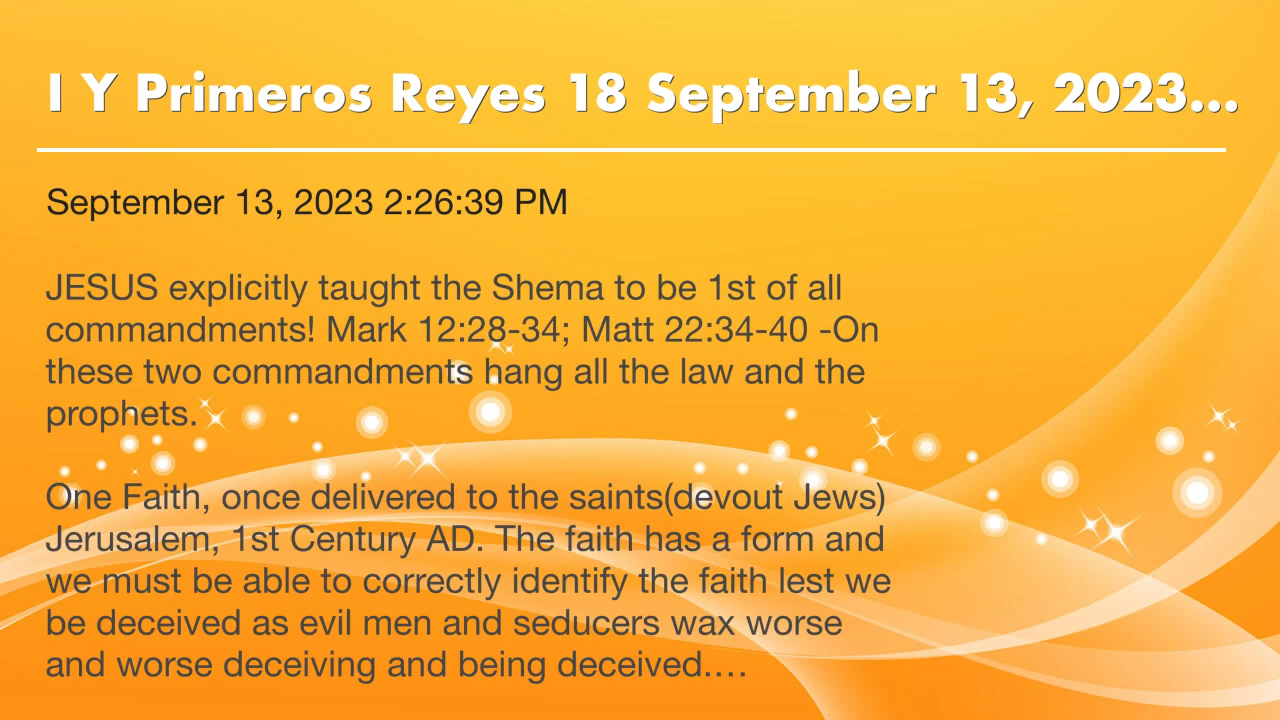 I Y Primeros Reyes 18 September 13, 2023...
September 13, 2023 2:26:39 PM
JESUS explicitly taught the Shema to be 1st of all
commandments! Mark 12:28-34; Matt 22:34-40 -On
these two commandments hang all the law and the
prophets.
One Faith, once delivered to the saints(devout Jews)
Jerusalem, 1st Century AD. The faith has a form and
we must be able to correctly identify the faith lest we
be deceived as evil men and seducers wax worse
and worse deceiving and being deceived.…